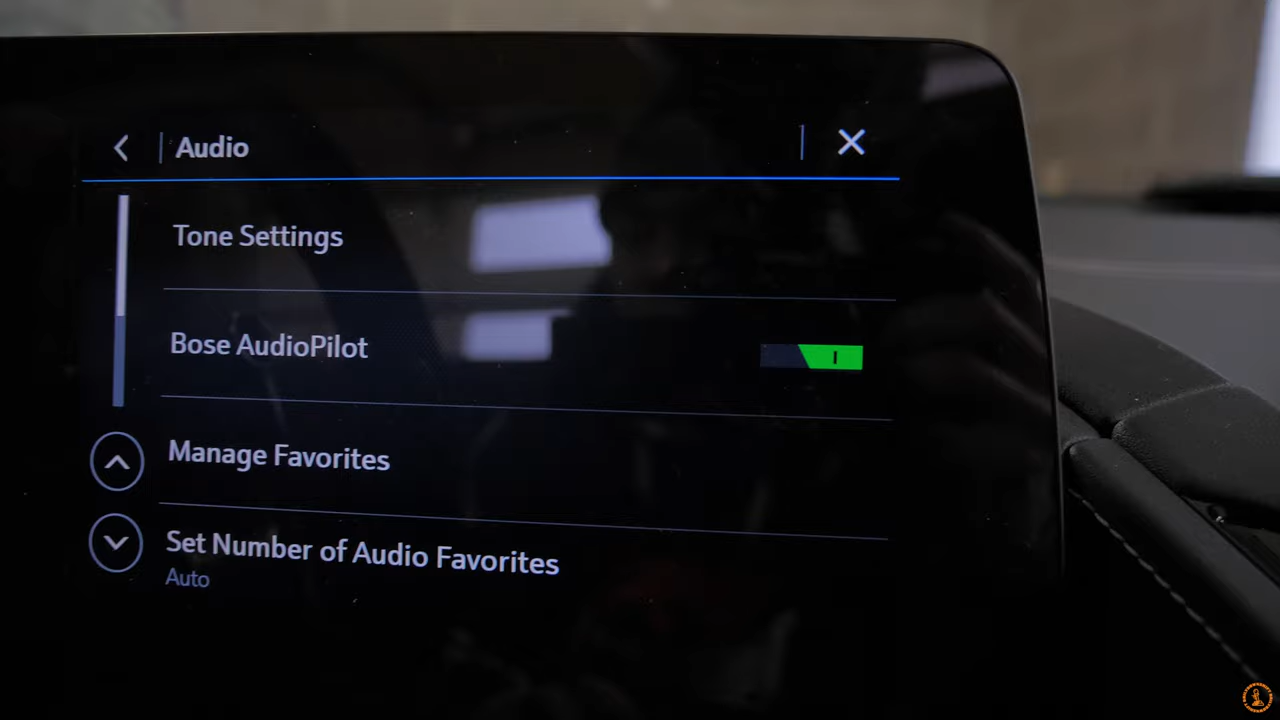 Audio
Tone Settings
Bose AudioPilot
Manage Favorites
Set Number of Audio Favorites
Auto